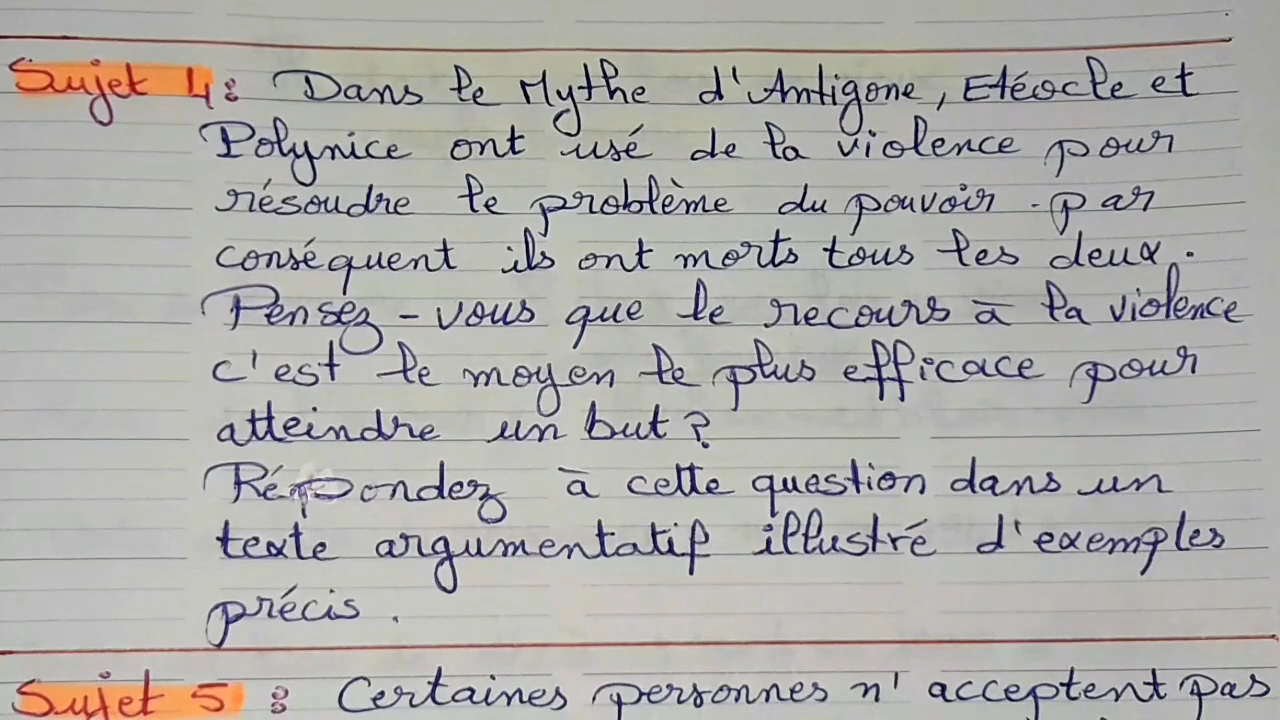 Sujet 4: Dans le Mythe d'Antigone, Etéocle et
Polynice ont usé de la violence pour
résoudre le problème du pouvoir. par
conséquent ils ont morts tous les deux.
Pensez-vous que le recours à la violence
c'est le moyen le plus efficace pour
atteindre un but?
Répondez à cette question dans un
texte argumentatif illustré d'exemples
précis.
Sujet 5: Certaines personnes n'acceptent pas